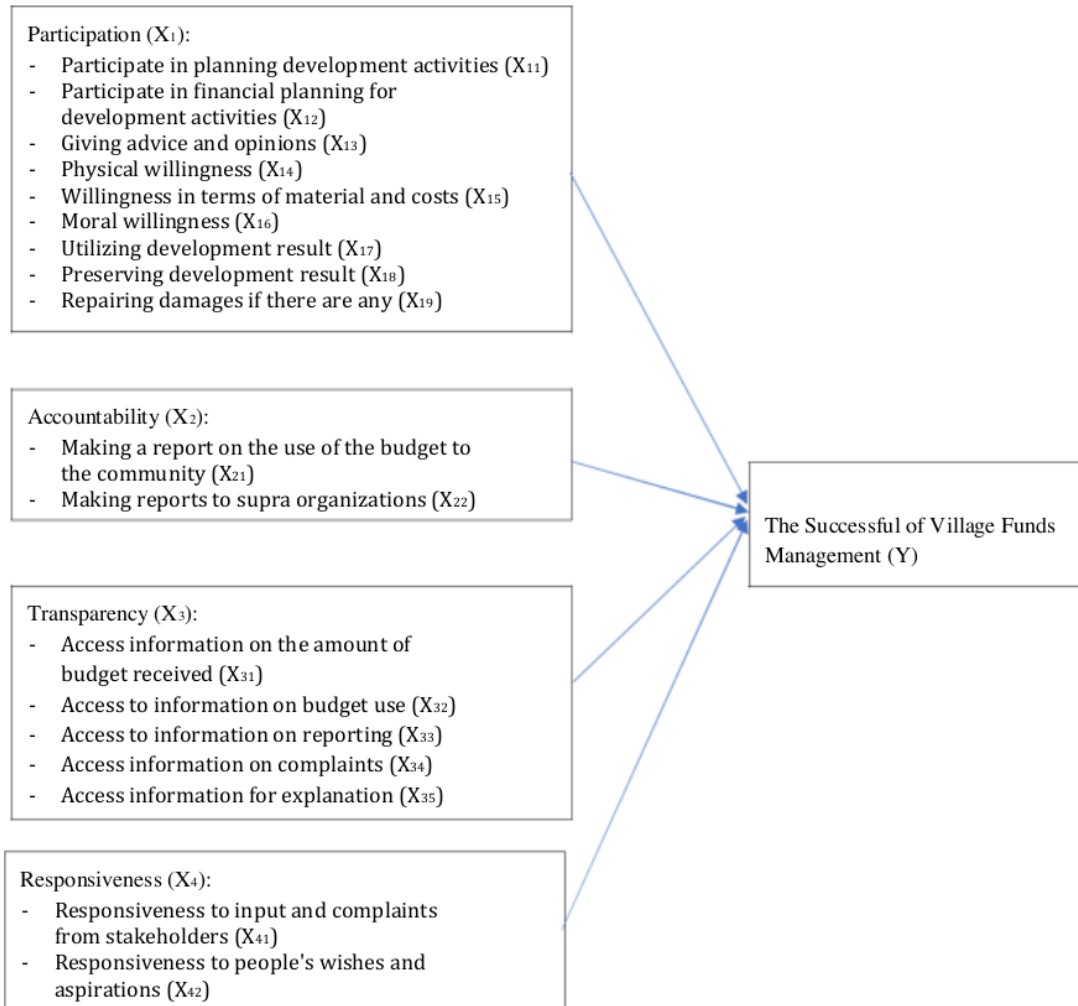 Participation (X₁):
- Participate in planning development activities (X₁₁)
- Participate in financial planning for
development activities (X₁₂)
- Giving advice and opinions (X₁₃)
- Physical willingness (X₁₄)
- Willingness in terms of material and costs (X₁₅)
- Moral willingness (X₁₆)
- Utilizing development result (X₁₇)
- Preserving development result (X₁₈)
- Repairing damages if there are any (X₁₉)
Accountability (X₂):
- Making a report on the use of the budget to
the community (X₂₁)
- Making reports to supra organizations (X₂₂)
The Successful of Village Funds
Management (Y)
Transparency (X₃):
- Access information on the amount of
budget received (X₃₁)
- Access to information on budget use (X₃₂)
- Access to information on reporting (X₃₃)
- Access information on complaints (X₃₄)
- Access information for explanation (X₃₅)
Responsiveness (X₄):
- Responsiveness to input and complaints
from stakeholders (X₄₁)
- Responsiveness to people's wishes and
aspirations (X₄₂)